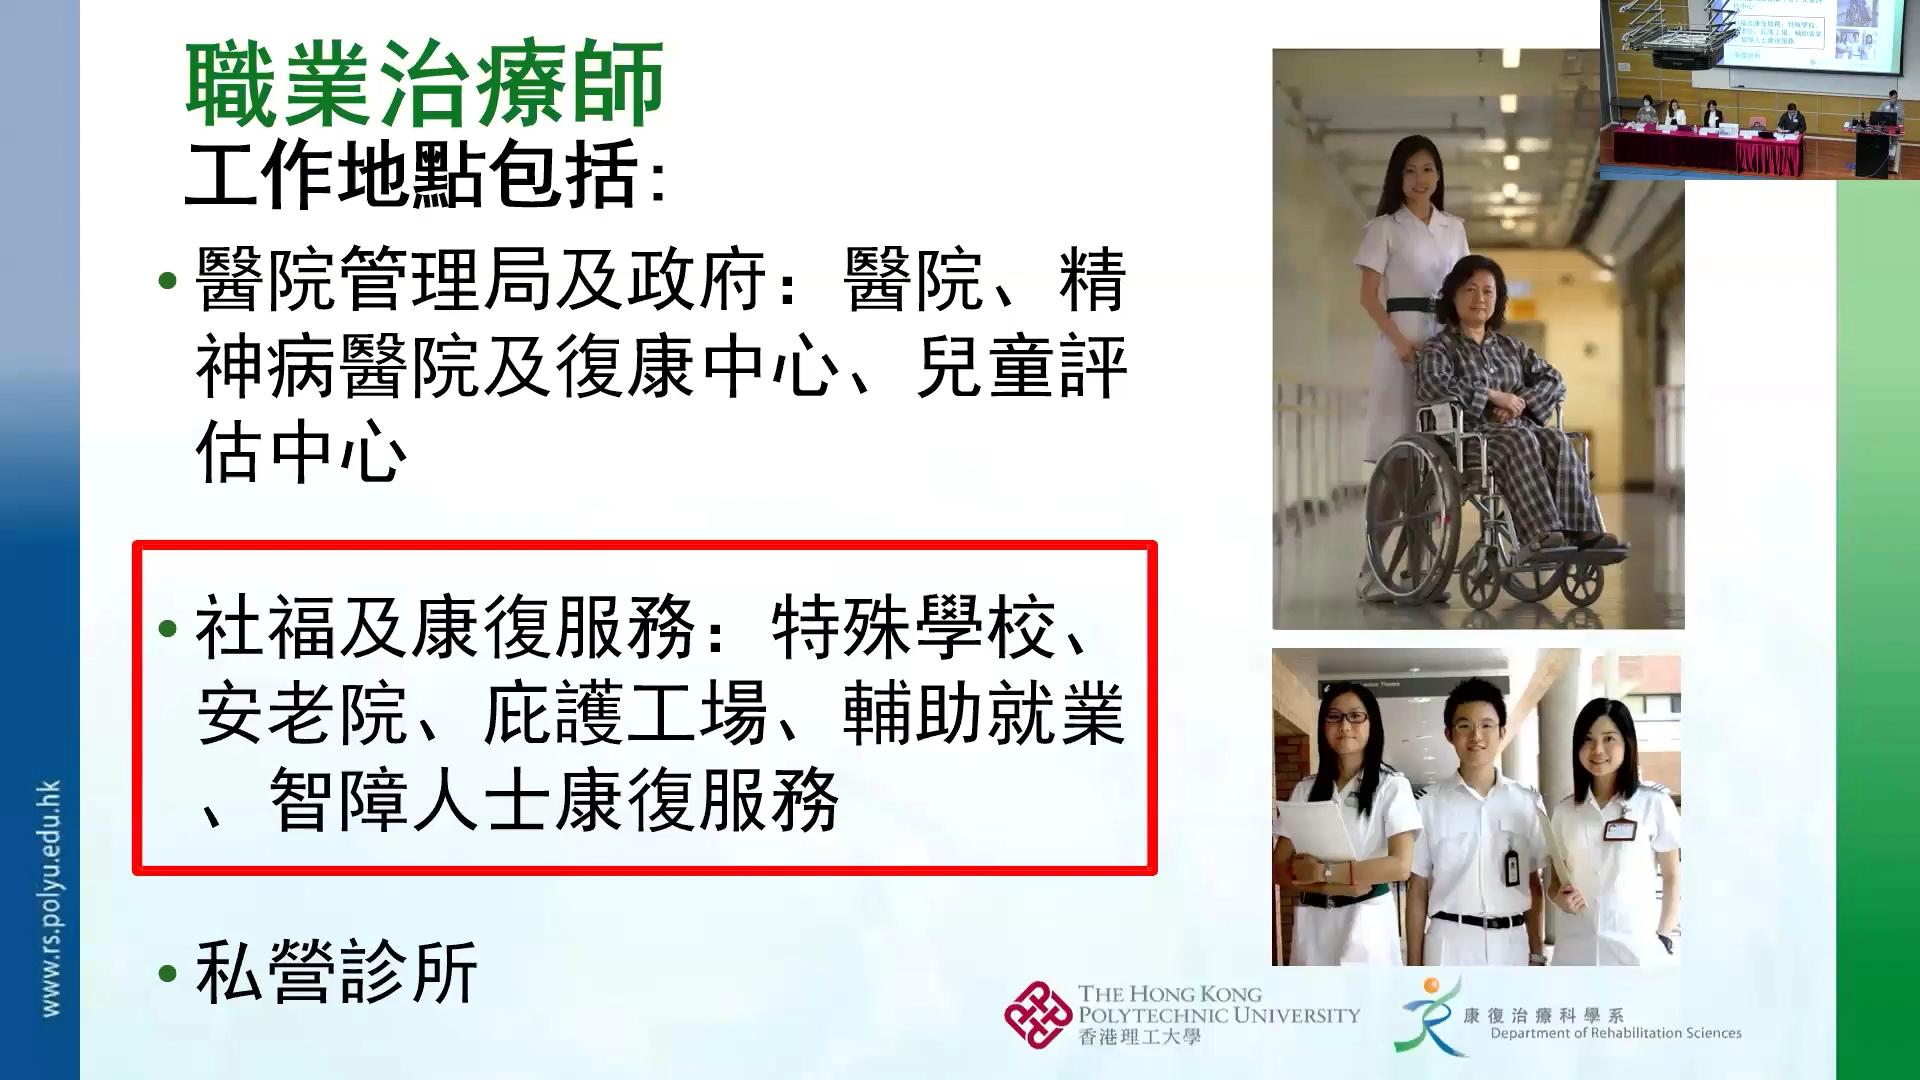 職業治療師
工作地點包括:
• 醫院管理局及政府：醫院、精
神病醫院及復康中心、兒童評
估中心
• 社福及康復服務：特殊學校、
安老院、庇護工場、輔助就業
、智障人士康復服務
• 私營診所
www.rs.polyu.edu.hk
THE HONG KONG
POLYTECHNIC UNIVERSITY
香港理工大學
康復治療科學系
Department of Rehabilitation Sciences